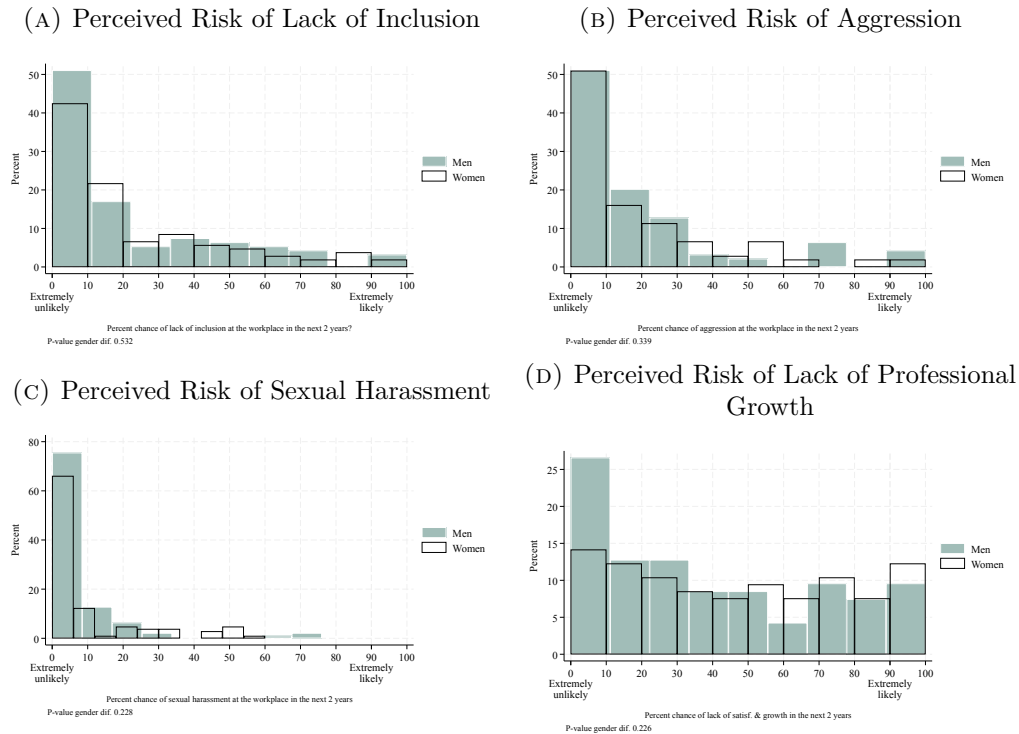 (A) Perceived Risk of Lack of Inclusion
50
40
30
20
10
0
Percent
0 10 20 30 40 50 60 70 80 90 100
Extremely unlikely
Extremely likely
Men
Women
Percent chance of lack of inclusion at the workplace in the next 2 years?
P-value gender dif. 0.532
(B) Perceived Risk of Aggression
50
40
30
20
10
0
Percent
0 10 20 30 40 50 60 70 80 90 100
Extremely unlikely
Extremely likely
Men
Women
Percent chance of aggression at the workplace in the next 2 years
P-value gender dif. 0.339
(C) Perceived Risk of Sexual Harassment
80
60
40
20
0
Percent
0 10 20 30 40 50 60 70 80 90 100
Extremely unlikely
Extremely likely
Men
Women
Percent chance of sexual harassment at the workplace in the next 2 years
P-value gender dif. 0.228
(D) Perceived Risk of Lack of Professional
Growth
25
20
15
10
5
0
Percent
0 10 20 30 40 50 60 70 80 90 100
Extremely unlikely
Extremely likely
Men
Women
Percent chance of lack of satisf. & growth in the next 2 years
P-value gender dif. 0.226